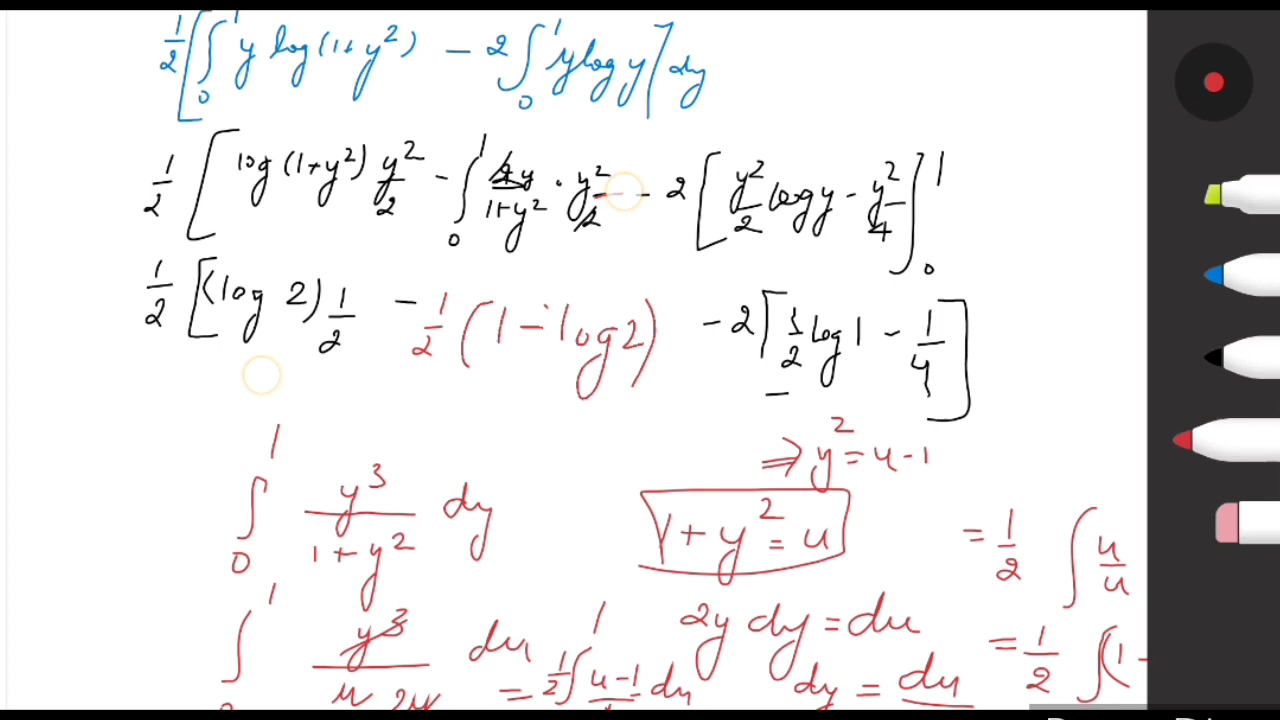 1/2 [∫₀¹ y log(1+y²) - 2∫₀¹ y log y] dy
1/2 [log(1+y²) y²/2 - ∫₀¹ 2y/(1+y²) · y²/2 - 2[y²/2 log y - y²/4]₀¹
1/2 [(log 2) 1/2 - 1/2 (1 - log 2) - 2[1/2 log 1 - 1/4]
⇒ y² = u-1
∫₀¹ y³/(1+y²) dy
1+y² = u
= 1/2 ∫ u/u
2y dy = du
∫ y³ du
= 1/2 ∫¹ u-1 du
dy = du
= 1/2 ∫(1 -